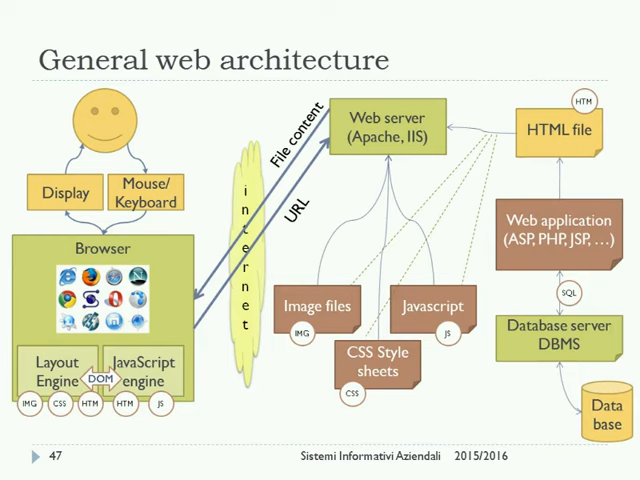 General web architecture
Display
Mouse/
Keyboard
Browser
Layout
Engine
DOM
JavaScript
engine
IMG
CSS
HTM
HTM
JS
internet
File content
URL
Web server
(Apache, IIS)
HTM
HTML file
Web application
(ASP, PHP, JSP, …)
SQL
Database server
DBMS
Data
base
Image files
IMG
Javascript
JS
CSS Style
sheets
CSS
47
Sistemi Informativi Aziendali
2015/2016